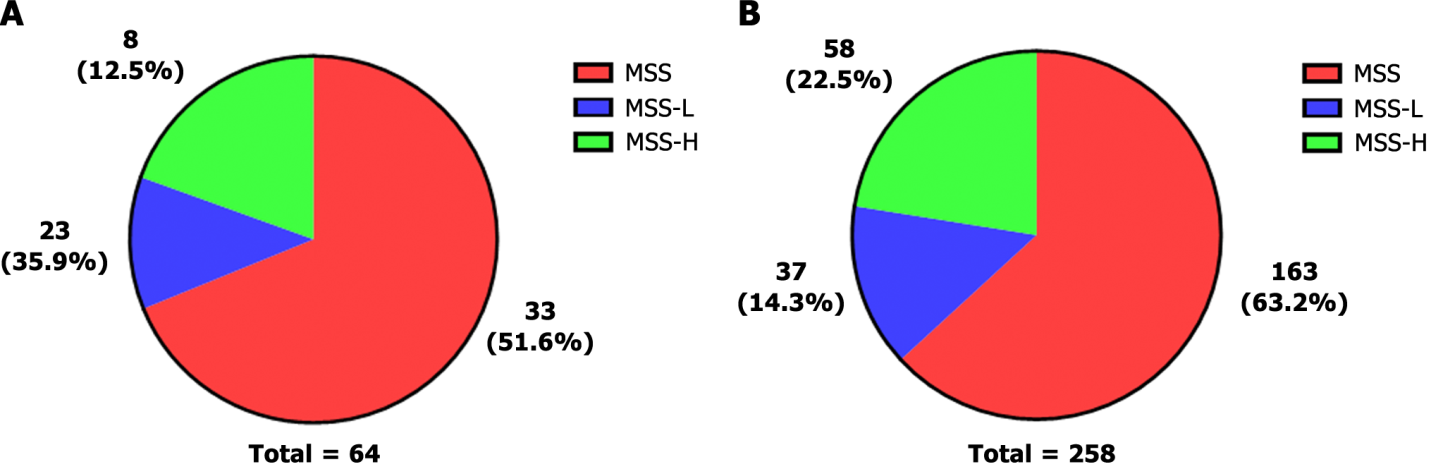 A
8
(12.5%)
23
(35.9%)
33
(51.6%)
MSS
MSS-L
MSS-H
Total = 64
B
58
(22.5%)
37
(14.3%)
163
(63.2%)
MSS
MSS-L
MSS-H
Total = 258